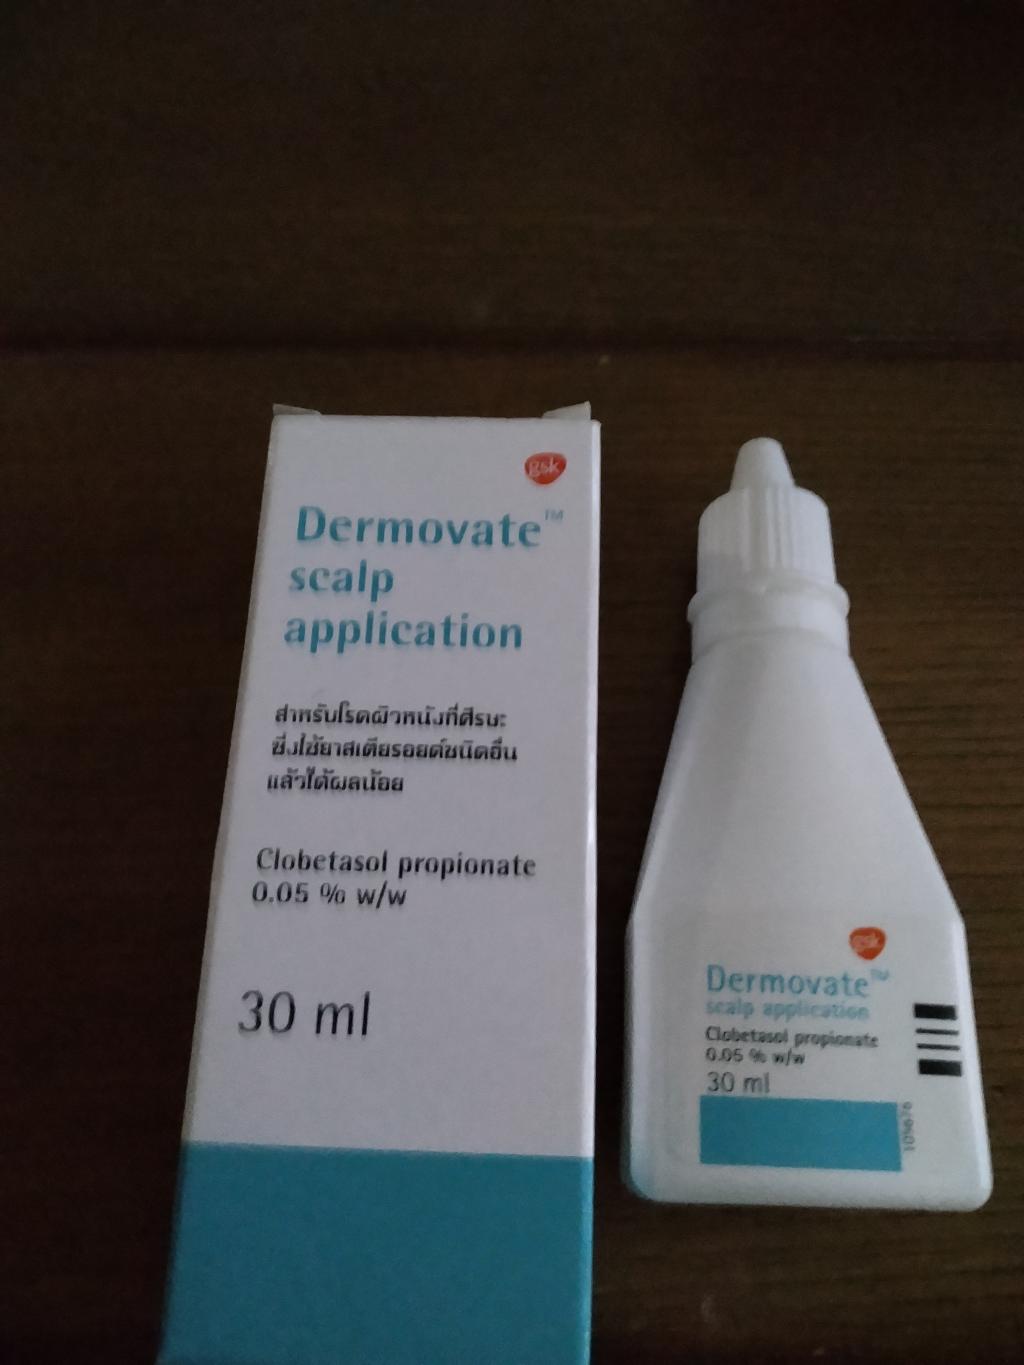 gsk
Dermovate™
scalp
application
สำหรับโรคผิวหนังที่ศีรษะ
ซึ่งใช้ยาสเตียรอยด์ชนิดอื่น
แล้วได้ผลน้อย
Clobetasol propionate
0.05 % w/w
30 ml
gsk
Dermovate™
scalp application
Clobetasol propionate
0.05 % w/w
30 ml